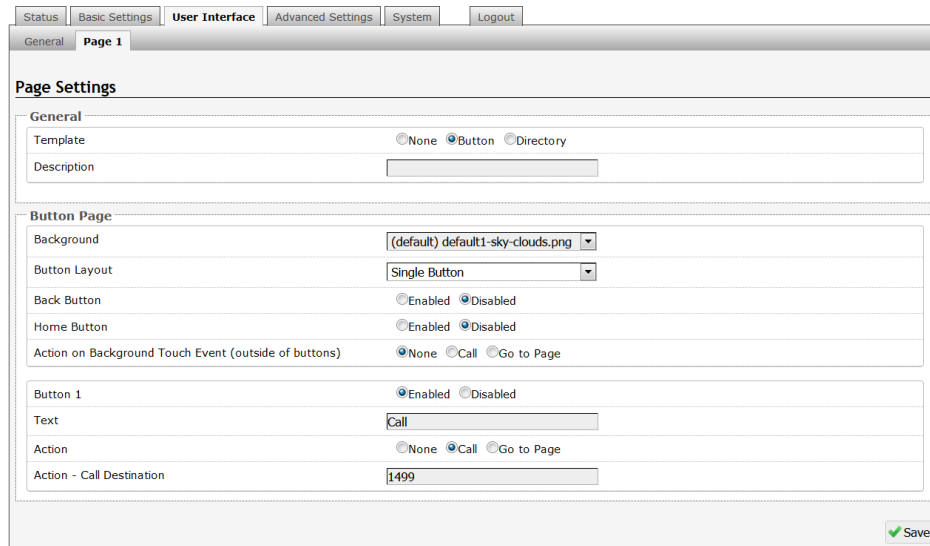 Status Basic Settings User Interface Advanced Settings System Logout
General Page 1
Page Settings
General
Template None Button Directory
Description
Button Page
Background (default) default1-sky-clouds.png
Button Layout Single Button
Back Button Enabled Disabled
Home Button Enabled Disabled
Action on Background Touch Event (outside of buttons) None Call Go to Page
Button 1 Enabled Disabled
Text Call
Action None Call Go to Page
Action - Call Destination 1499
Save